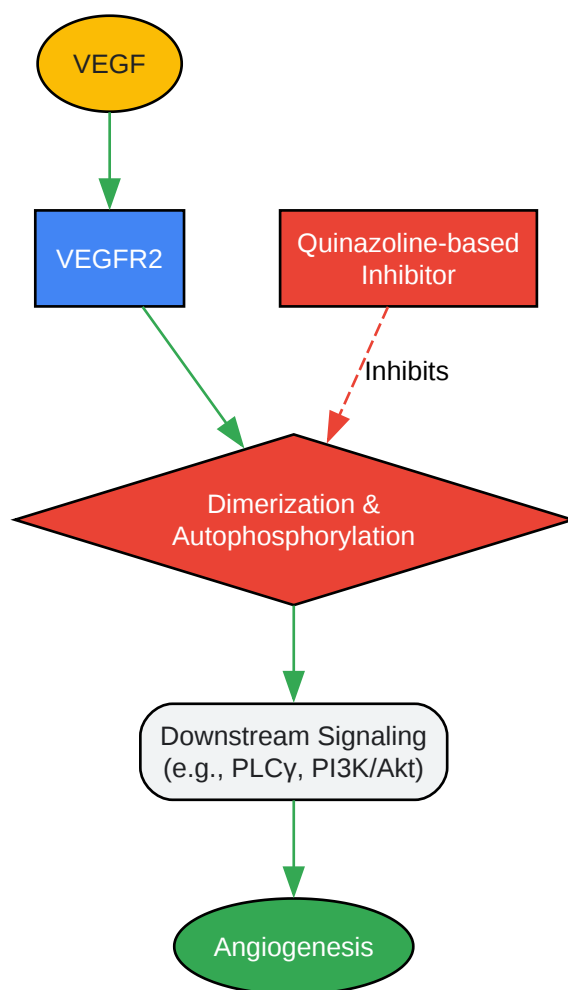 VEGF
VEGFR2
Quinazoline-based
Inhibitor
Inhibits
Dimerization &
Autophosphorylation
Downstream Signaling
(e.g., PLCγ, PI3K/Akt)
Angiogenesis